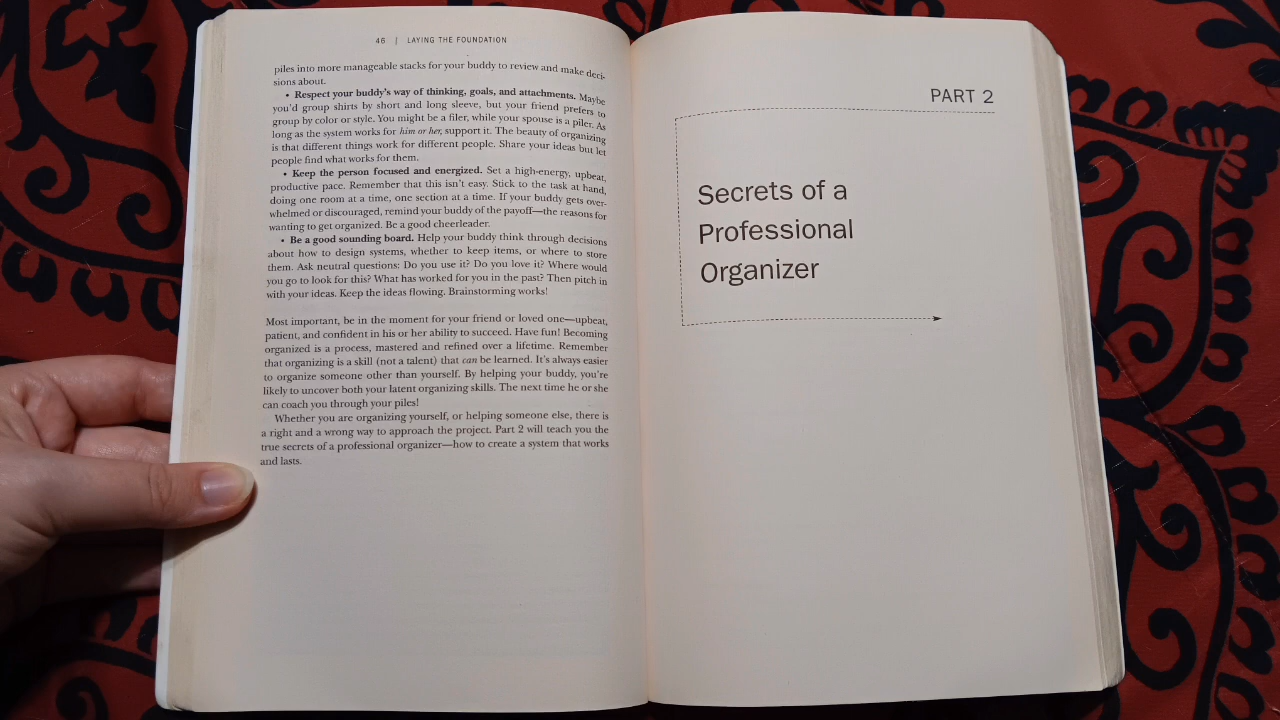 46 | LAYING THE FOUNDATION
piles into more manageable stacks for your buddy to review and make deci-
sions about.
• Respect your buddy's way of thinking, goals, and attachments. Maybe
you'd group shirts by short and long sleeve, but your friend prefers to
group by color or style. You might be a filer, while your spouse is a piler. As
long as the system works for him or her, support it. The beauty of organizing
is that different things work for different people. Share your ideas but let
people find what works for them.
• Keep the person focused and energized. Set a high-energy, upbeat,
productive pace. Remember that this isn't easy. Stick to the task at hand,
doing one room at a time, one section at a time. If your buddy gets over-
whelmed or discouraged, remind your buddy of the payoff—the reasons for
wanting to get organized. Be a good cheerleader.
• Be a good sounding board. Help your buddy think through decisions
about how to design systems, whether to keep items, or where to store
them. Ask neutral questions: Do you use it? Do you love it? Where would
you go to look for this? What has worked for you in the past? Then pitch in
with your ideas. Keep the ideas flowing. Brainstorming works!
Most important, be in the moment for your friend or loved one—upbeat,
patient, and confident in his or her ability to succeed. Have fun! Becoming
organized is a process, mastered and refined over a lifetime. Remember
that organizing is a skill (not a talent) that can be learned. It's always easier
to organize someone other than yourself. By helping your buddy, you're
likely to uncover both your latent organizing skills. The next time he or she
can coach you through your piles!
Whether you are organizing yourself, or helping someone else, there is
a right and a wrong way to approach the project. Part 2 will teach you the
true secrets of a professional organizer—how to create a system that works
and lasts.
PART 2
Secrets of a
Professional
Organizer